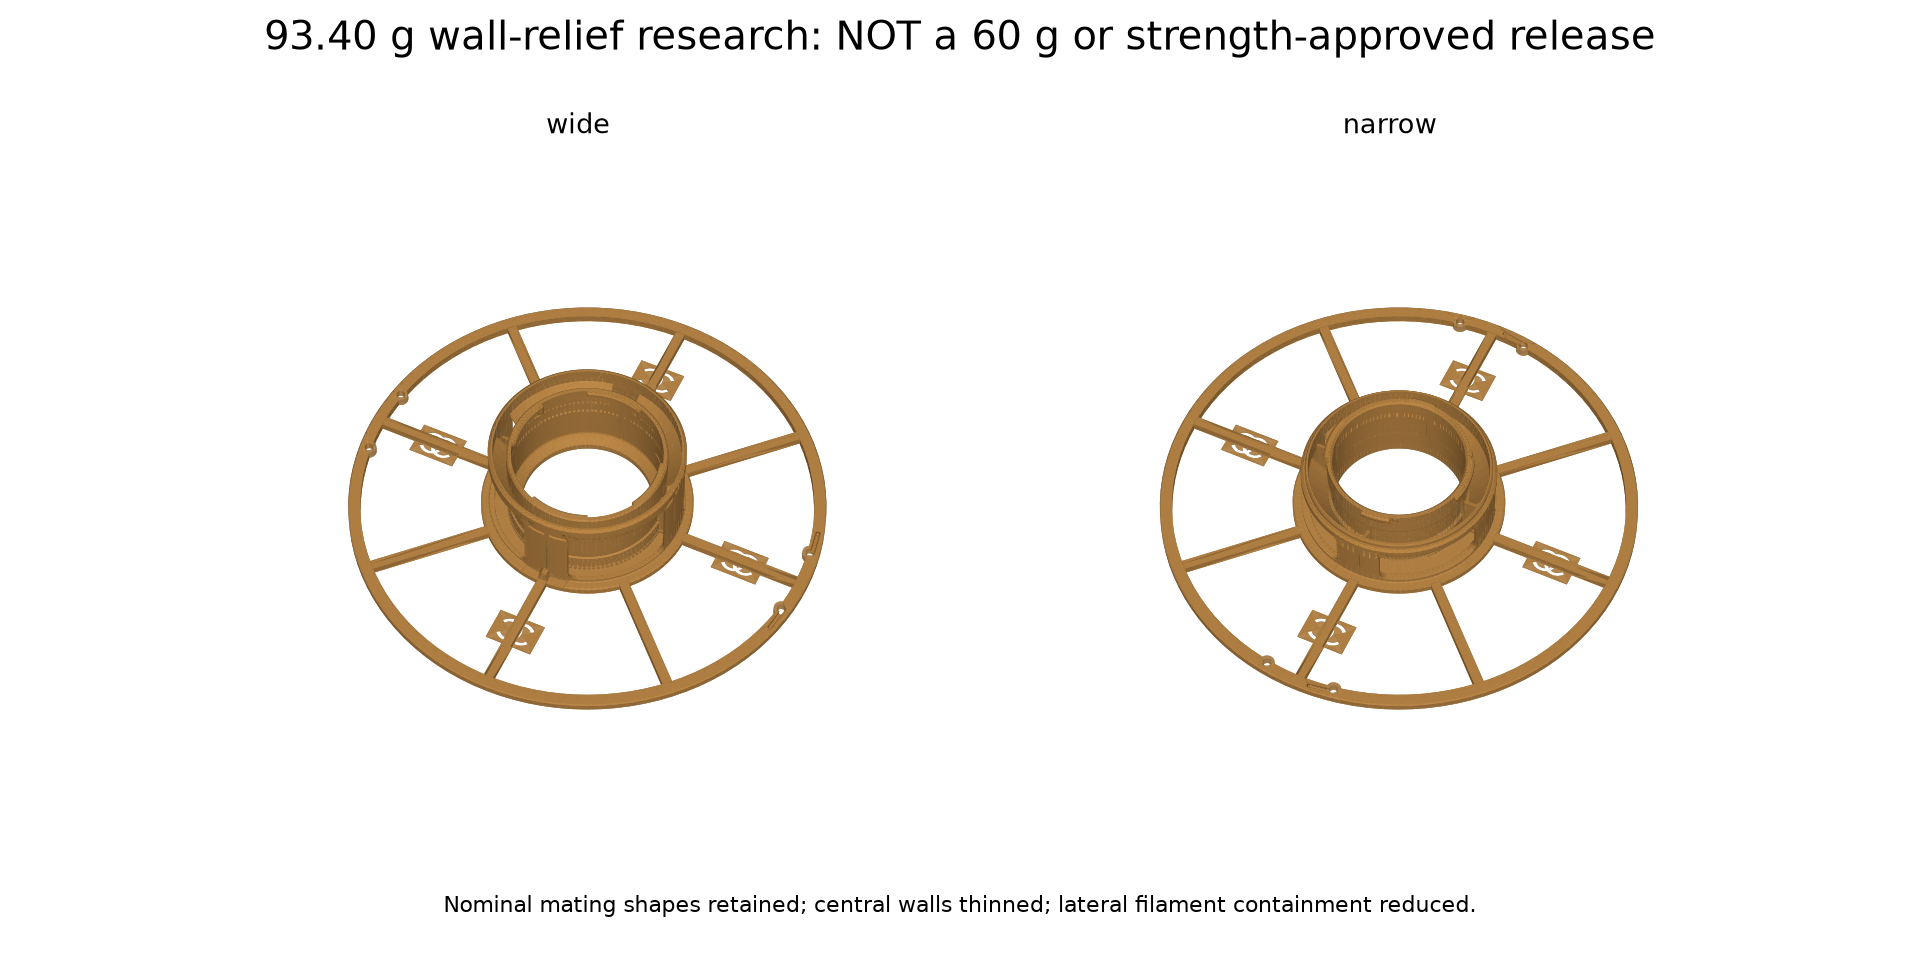 93.40 g wall-relief research: NOT a 60 g or strength-approved release
wide
narrow
Nominal mating shapes retained; central walls thinned; lateral filament containment reduced.